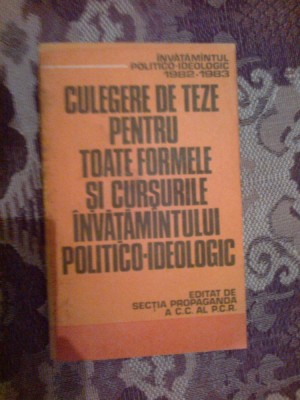 ÎNVĂŢĂMÎNTUL
POLITICO-IDEOLOGIC
1982-1983
CULEGERE DE TEZE
PENTRU
TOATE FORMELE
ŞI CURSURILE
ÎNVĂŢĂMÎNTULUI
POLITICO-IDEOLOGIC
EDITAT DE
SECŢIA PROPAGANDĂ
A C.C. AL P.C.R.